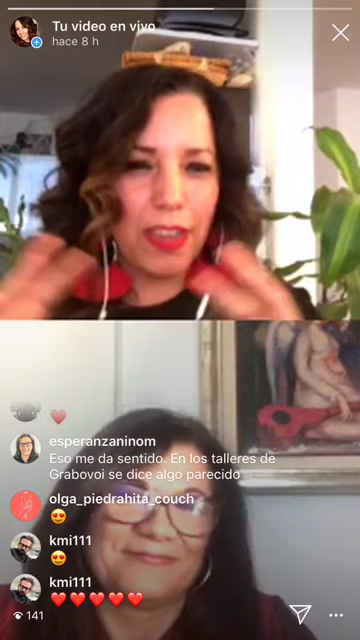 Tu video en vivo
hace 8 h
esperanzaninom
Eso me da sentido. En los talleres de
Grabovoi se dice algo parecido
olga_piedrahita_couch
😍
kmi111
😍
kmi111
❤️❤️❤️❤️❤️
141